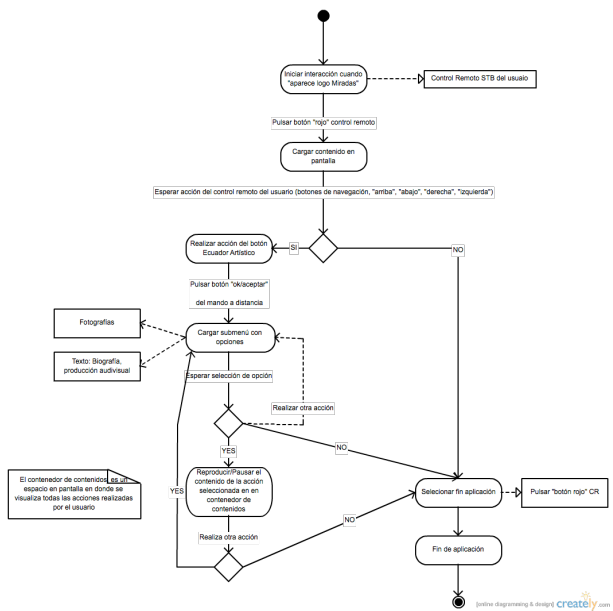 Iniciar interacción cuando
"aparece logo Miradas"
Control Remoto STB del usuaio
Pulsar botón "rojo" control remoto
Cargar contenido en
pantalla
Esperar acción del control remoto del usuario (botones de navegación, "arriba", "abajo", "derecha", "izquierda")
Realizar acción del botón
Ecuador Artístico
SI
NO
Pulsar botón "ok/aceptar"
del mando a distancia
Fotografías
Cargar submenú con
opciones
Texto: Biografía,
producción audivisual
Esperar selección de opción
Realizar otra acción
YES
NO
El contenedor de contenidos, es un
espacio en pantalla en donde se
visualiza todas las acciones realizadas
por el usuario
YES
Reproducir/Pausar el
contenido de la acción
seleccionada en en
contenedor de
contenidos
Selecionar fin aplicación
Pulsar "botón rojo" CR
NO
Realiza otra acción
Fin de aplicación
[online diagramming & design] creately.com